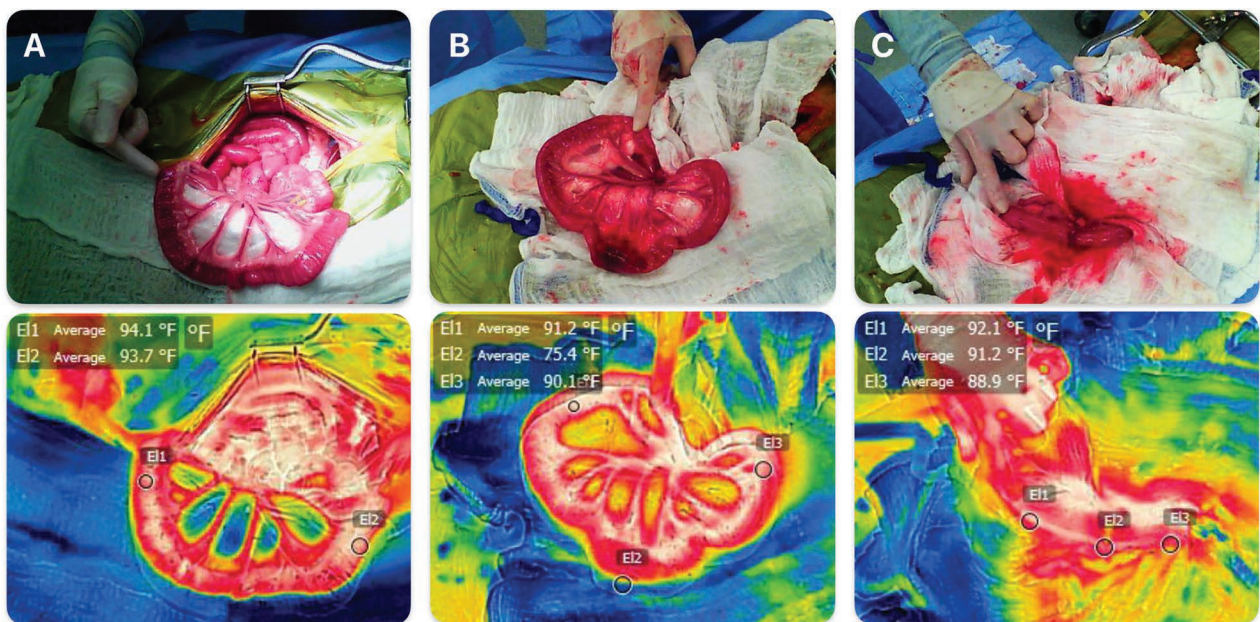 A
B
C
El1 Average 94.1 °F °F
El2 Average 93.7 °F
El1
El2
El1 Average 91.2 °F °F
El2 Average 75.4 °F
El3 Average 90.1 °F
El3
El2
El1 Average 92.1 °F °F
El2 Average 91.2 °F
El3 Average 88.9 °F
El1
El2
El3